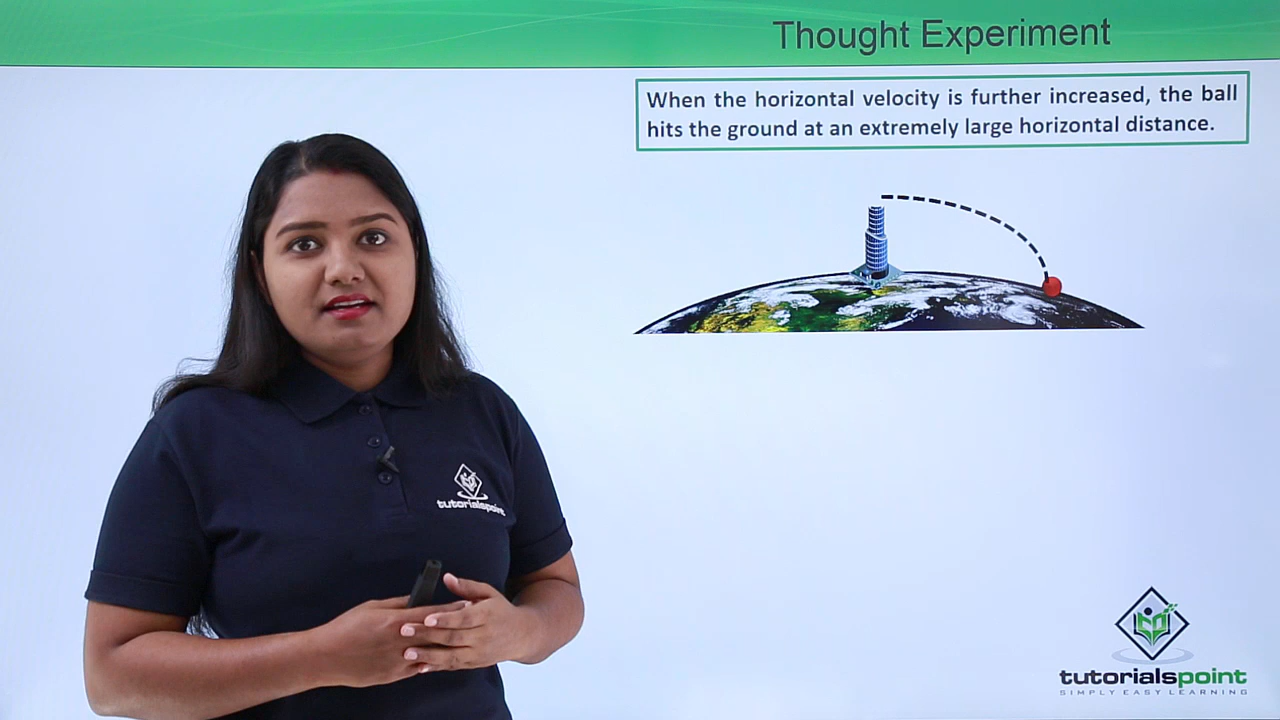 Thought Experiment
When the horizontal velocity is further increased, the ball
hits the ground at an extremely large horizontal distance.
tutorialspoint
tutorialspoint
SIMPLY EASY LEARNING